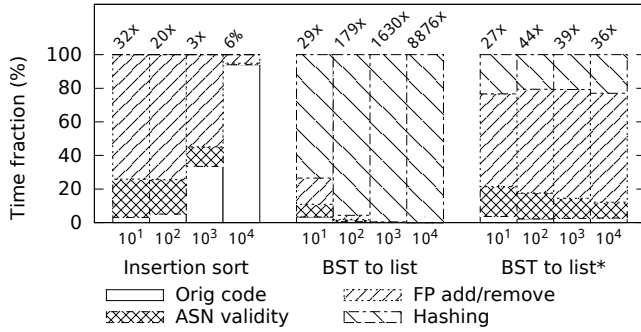 32x 20x 3x 6% 29x 179x 1630x 8876x 27x 44x 39x 36x
100
80
60
40
20
0
Time fraction (%)
10¹ 10² 10³ 10⁴ 10¹ 10² 10³ 10⁴ 10¹ 10² 10³ 10⁴
Insertion sort BST to list BST to list*
Orig code FP add/remove
ASN validity Hashing